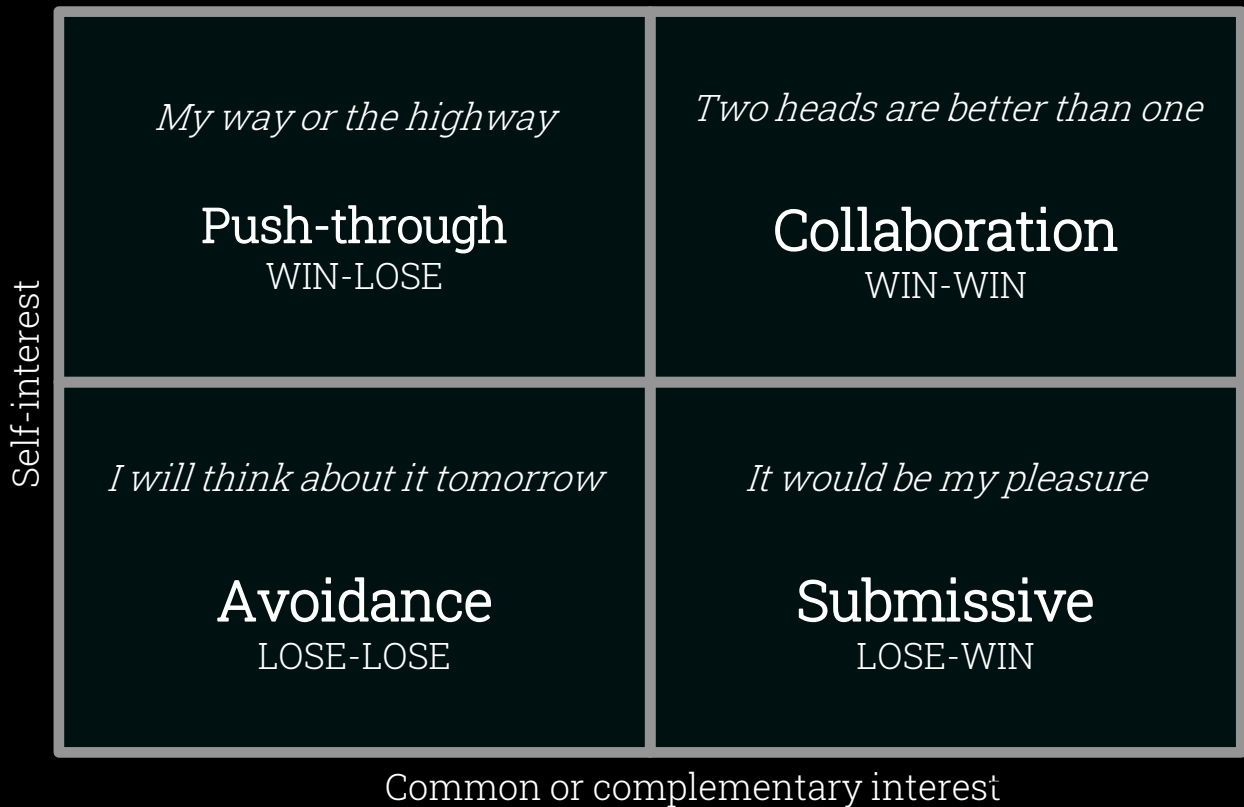 My way or the highway
Push-through
WIN-LOSE
Two heads are better than one
Collaboration
WIN-WIN
Self-interest
I will think about it tomorrow
Avoidance
LOSE-LOSE
It would be my pleasure
Submissive
LOSE-WIN
Common or complementary interest